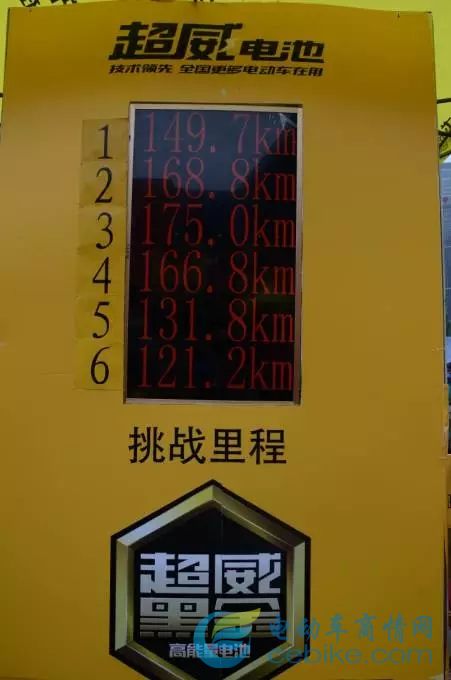 超威电池
技术领先 全国更多电动车在用
1 149.7km
2 168.8km
3 175.0km
4 166.8km
5 131.8km
6 121.2km
挑战里程
超威
黑金
高能量电池
电动车商情网
cebike.com